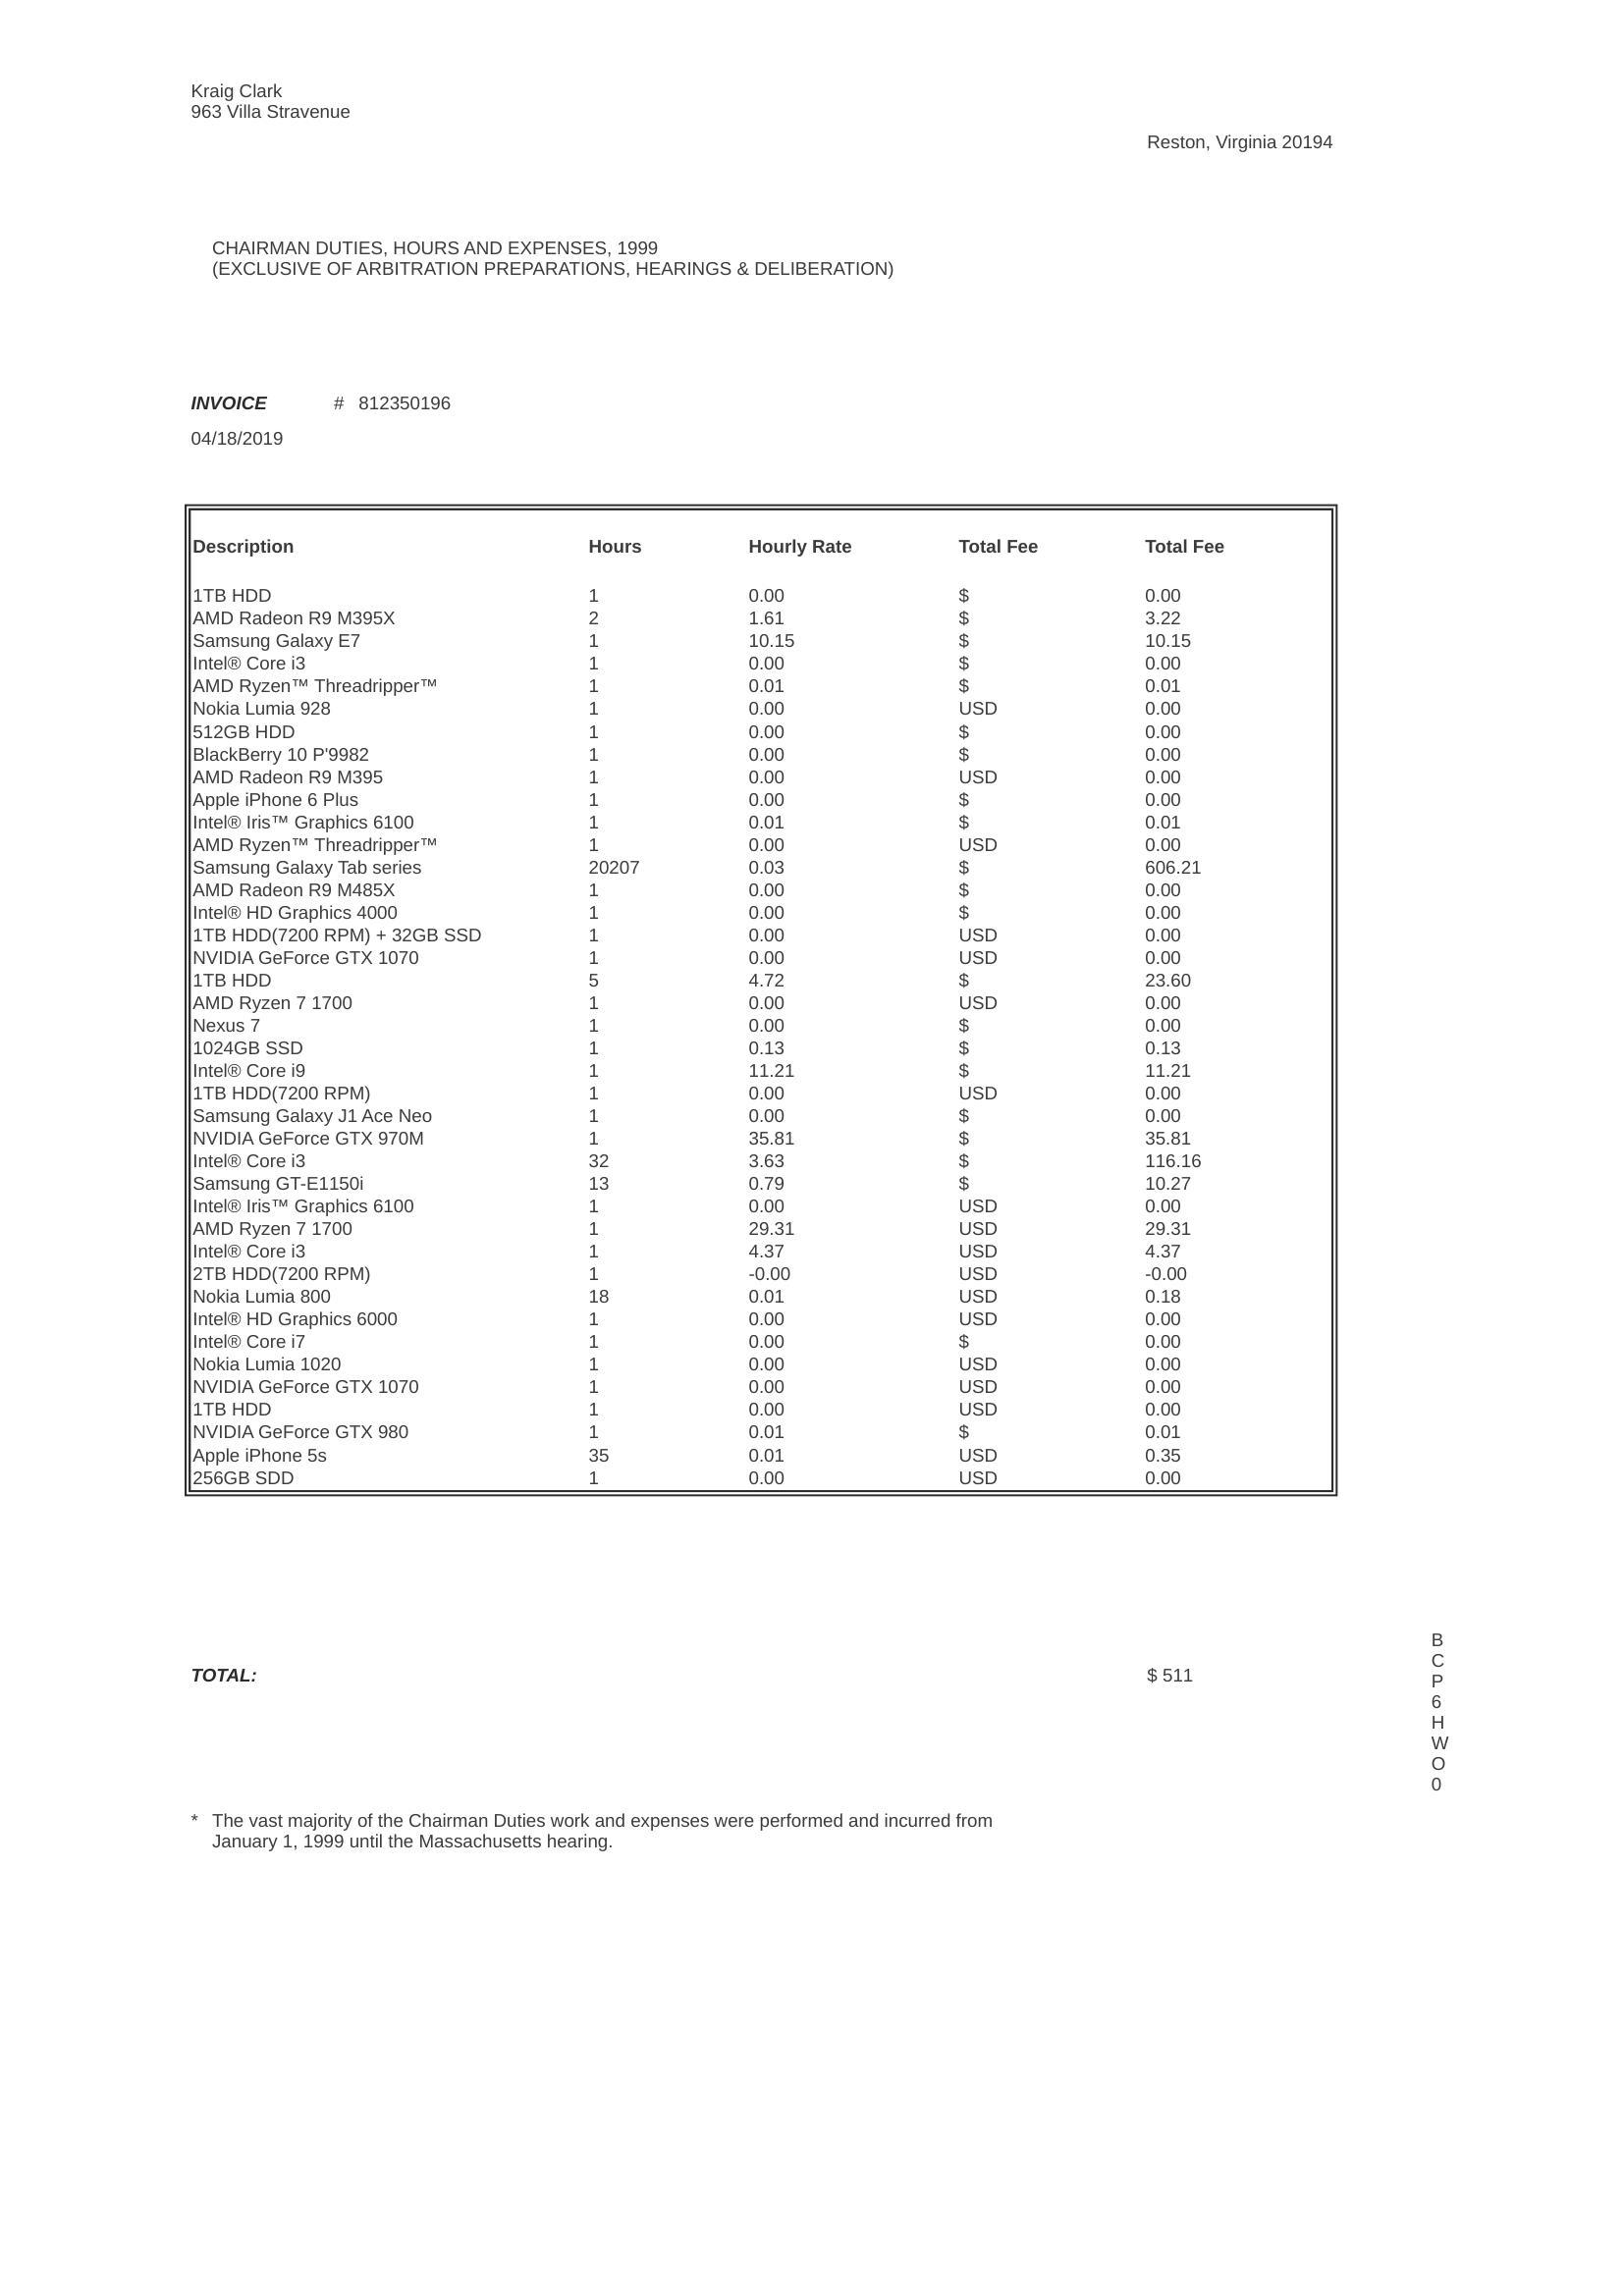 Kraig Clark
963 Villa Stravenue
Reston, Virginia 20194
CHAIRMAN DUTIES, HOURS AND EXPENSES, 1999
(EXCLUSIVE OF ARBITRATION PREPARATIONS, HEARINGS & DELIBERATION)
INVOICE # 812350196
04/18/2019
Description Hours Hourly Rate Total Fee Total Fee
1TB HDD 1 0.00 $ 0.00
AMD Radeon R9 M395X 2 1.61 $ 3.22
Samsung Galaxy E7 1 10.15 $ 10.15
Intel® Core i3 1 0.00 $ 0.00
AMD Ryzen™ Threadripper™ 1 0.01 $ 0.01
Nokia Lumia 928 1 0.00 USD 0.00
512GB HDD 1 0.00 $ 0.00
BlackBerry 10 P'9982 1 0.00 $ 0.00
AMD Radeon R9 M395 1 0.00 USD 0.00
Apple iPhone 6 Plus 1 0.00 $ 0.00
Intel® Iris™ Graphics 6100 1 0.01 $ 0.01
AMD Ryzen™ Threadripper™ 1 0.00 USD 0.00
Samsung Galaxy Tab series 20207 0.03 $ 606.21
AMD Radeon R9 M485X 1 0.00 $ 0.00
Intel® HD Graphics 4000 1 0.00 $ 0.00
1TB HDD(7200 RPM) + 32GB SSD 1 0.00 USD 0.00
NVIDIA GeForce GTX 1070 1 0.00 USD 0.00
1TB HDD 5 4.72 $ 23.60
AMD Ryzen 7 1700 1 0.00 USD 0.00
Nexus 7 1 0.00 $ 0.00
1024GB SSD 1 0.13 $ 0.13
Intel® Core i9 1 11.21 $ 11.21
1TB HDD(7200 RPM) 1 0.00 USD 0.00
Samsung Galaxy J1 Ace Neo 1 0.00 $ 0.00
NVIDIA GeForce GTX 970M 1 35.81 $ 35.81
Intel® Core i3 32 3.63 $ 116.16
Samsung GT-E1150i 13 0.79 $ 10.27
Intel® Iris™ Graphics 6100 1 0.00 USD 0.00
AMD Ryzen 7 1700 1 29.31 USD 29.31
Intel® Core i3 1 4.37 USD 4.37
2TB HDD(7200 RPM) 1 -0.00 USD -0.00
Nokia Lumia 800 18 0.01 USD 0.18
Intel® HD Graphics 6000 1 0.00 USD 0.00
Intel® Core i7 1 0.00 $ 0.00
Nokia Lumia 1020 1 0.00 USD 0.00
NVIDIA GeForce GTX 1070 1 0.00 USD 0.00
1TB HDD 1 0.00 USD 0.00
NVIDIA GeForce GTX 980 1 0.01 $ 0.01
Apple iPhone 5s 35 0.01 USD 0.35
256GB SDD 1 0.00 USD 0.00
TOTAL: $ 511
B
C
P
6
H
W
O
0
* The vast majority of the Chairman Duties work and expenses were performed and incurred from
January 1, 1999 until the Massachusetts hearing.